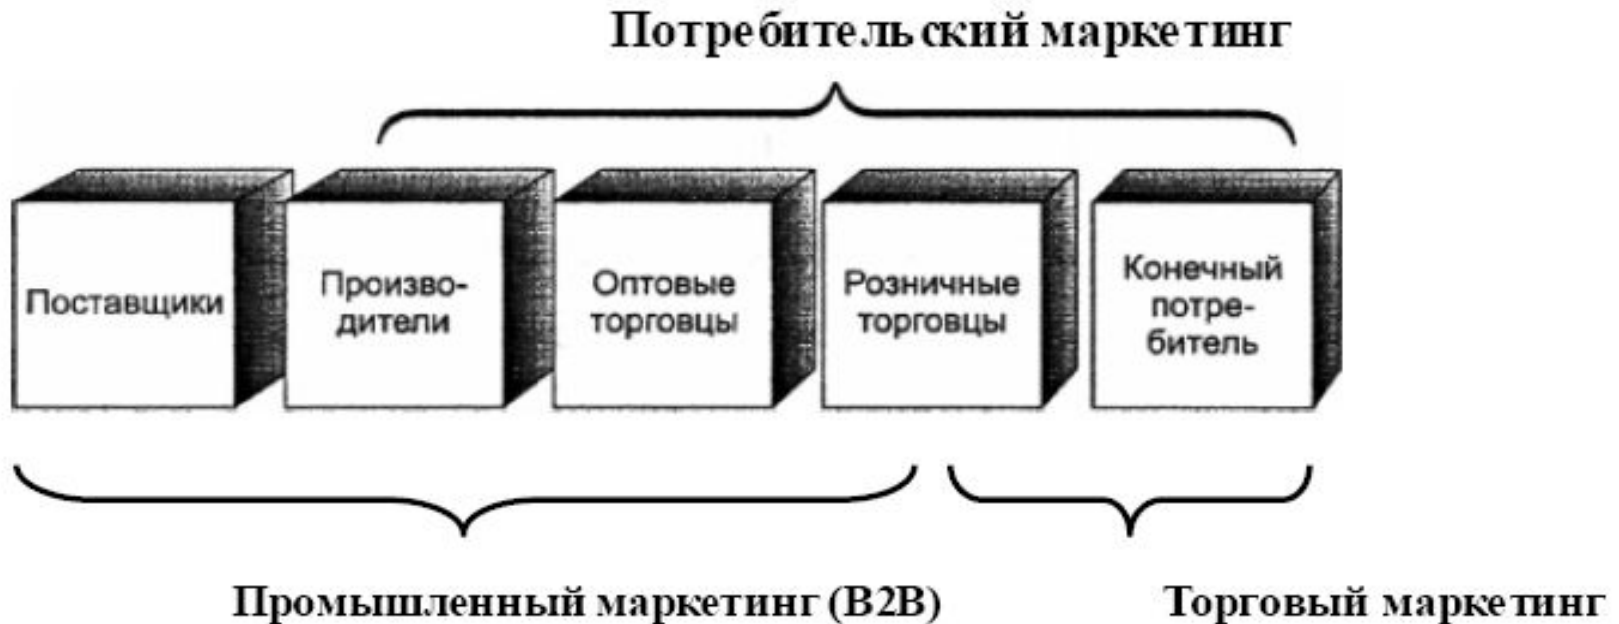 Потребительский маркетинг
Поставщики
Произво-
дители
Оптовые
торговцы
Розничные
торговцы
Конечный
потре-
битель
Промышленный маркетинг (B2B)
Торговый маркетинг